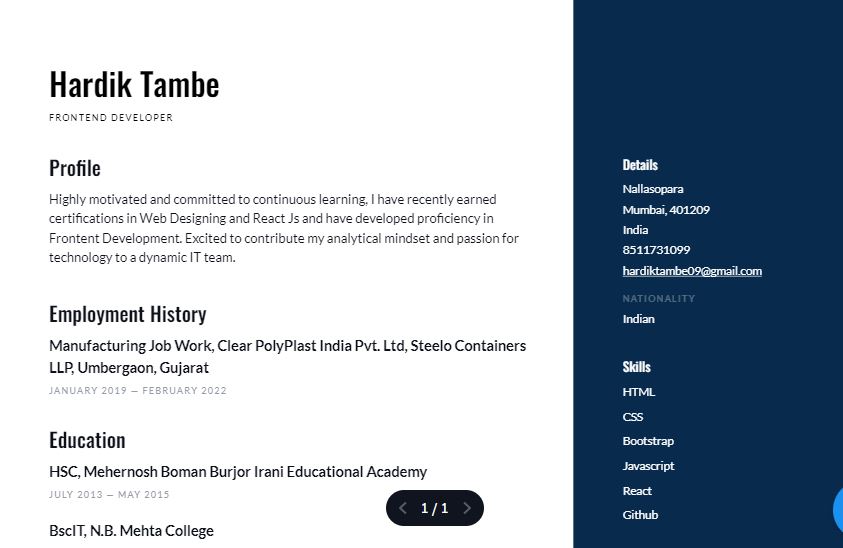 Hardik Tambe
FRONTEND DEVELOPER
Profile
Highly motivated and committed to continuous learning, I have recently earned
certifications in Web Designing and React Js and have developed proficiency in
Frontent Development. Excited to contribute my analytical mindset and passion for
technology to a dynamic IT team.
Employment History
Manufacturing Job Work, Clear PolyPlast India Pvt. Ltd, Steelo Containers
LLP, Umbergaon, Gujarat
JANUARY 2019 — FEBRUARY 2022
Education
HSC, Mehernosh Boman Burjor Irani Educational Academy
JULY 2013 — MAY 2015
BscIT, N.B. Mehta College
1 / 1
Details
Nallasopara
Mumbai, 401209
India
8511731099
hardiktambe09@gmail.com
NATIONALITY
Indian
Skills
HTML
CSS
Bootstrap
Javascript
React
Github